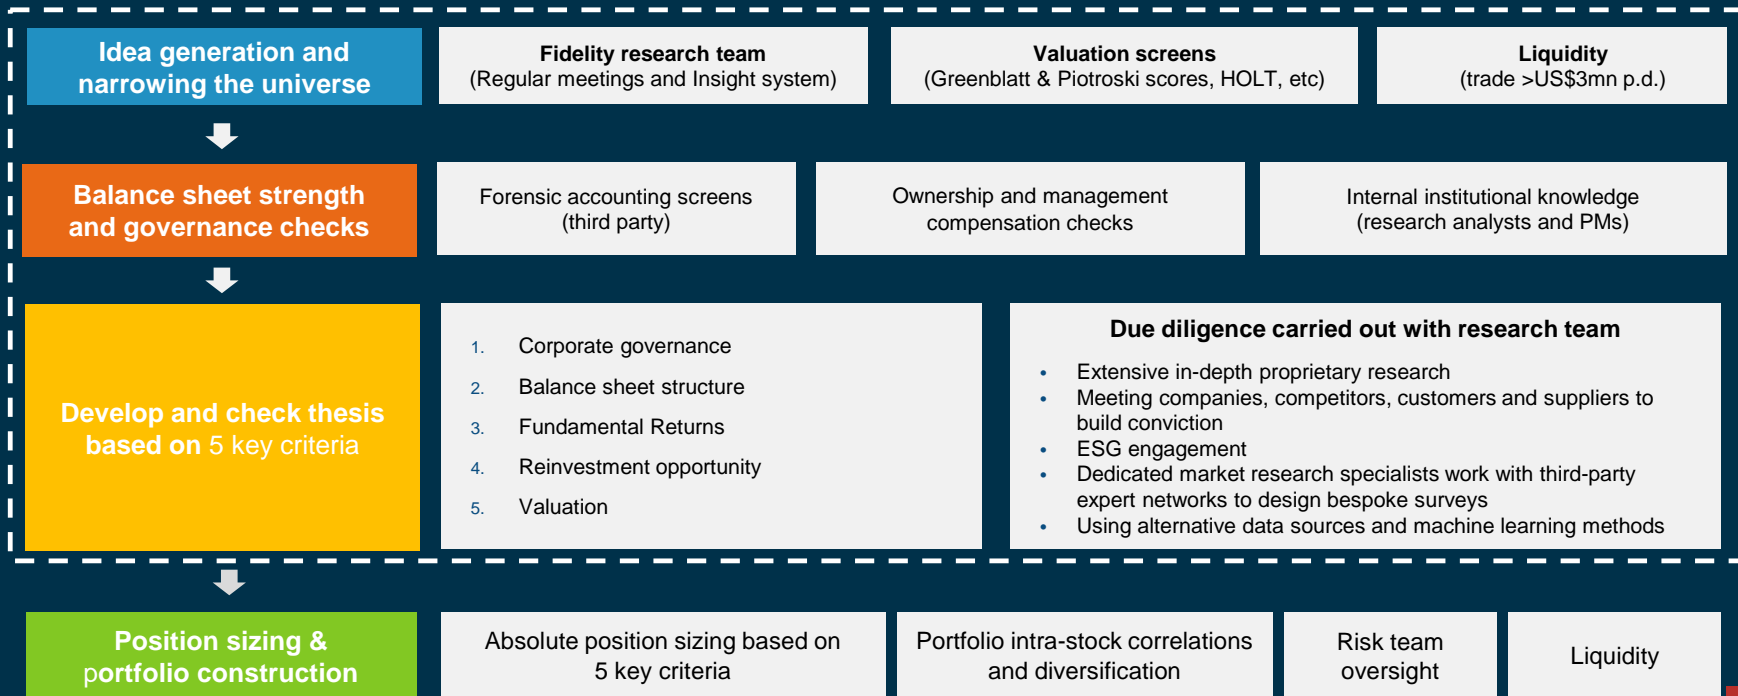 Idea generation and
narrowing the universe
Fidelity research team
(Regular meetings and Insight system)
Valuation screens
(Greenblatt & Piotroski scores, HOLT, etc)
Liquidity
(trade >US$3mn p.d.)
Balance sheet strength
and governance checks
Forensic accounting screens
(third party)
Ownership and management
compensation checks
Internal institutional knowledge
(research analysts and PMs)
Develop and check thesis
based on 5 key criteria
1. Corporate governance
2. Balance sheet structure
3. Fundamental Returns
4. Reinvestment opportunity
5. Valuation
Due diligence carried out with research team
• Extensive in-depth proprietary research
• Meeting companies, competitors, customers and suppliers to
build conviction
• ESG engagement
• Dedicated market research specialists work with third-party
expert networks to design bespoke surveys
• Using alternative data sources and machine learning methods
Position sizing &
portfolio construction
Absolute position sizing based on
5 key criteria
Portfolio intra-stock correlations
and diversification
Risk team
oversight
Liquidity